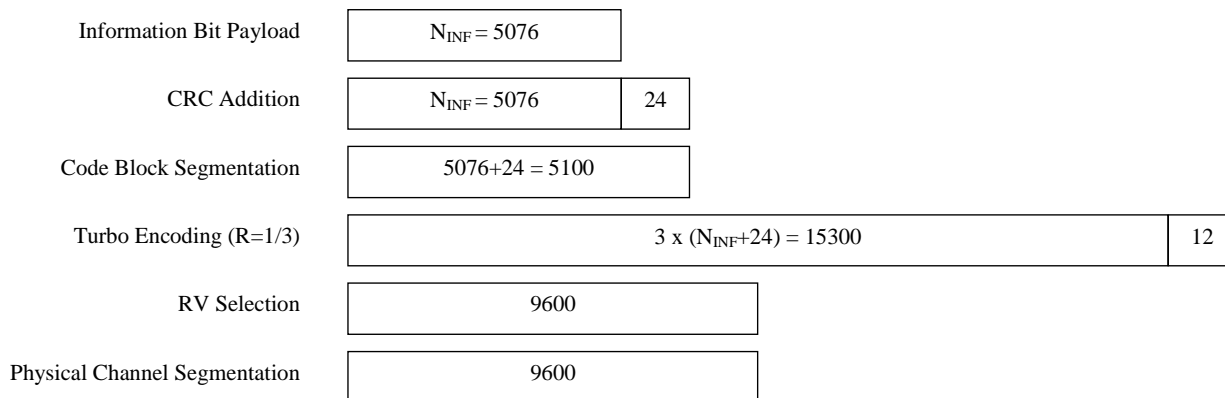 Information Bit Payload
N_INF = 5076
CRC Addition
N_INF = 5076
24
Code Block Segmentation
5076+24 = 5100
Turbo Encoding (R=1/3)
3 x (N_INF+24) = 15300
12
RV Selection
9600
Physical Channel Segmentation
9600